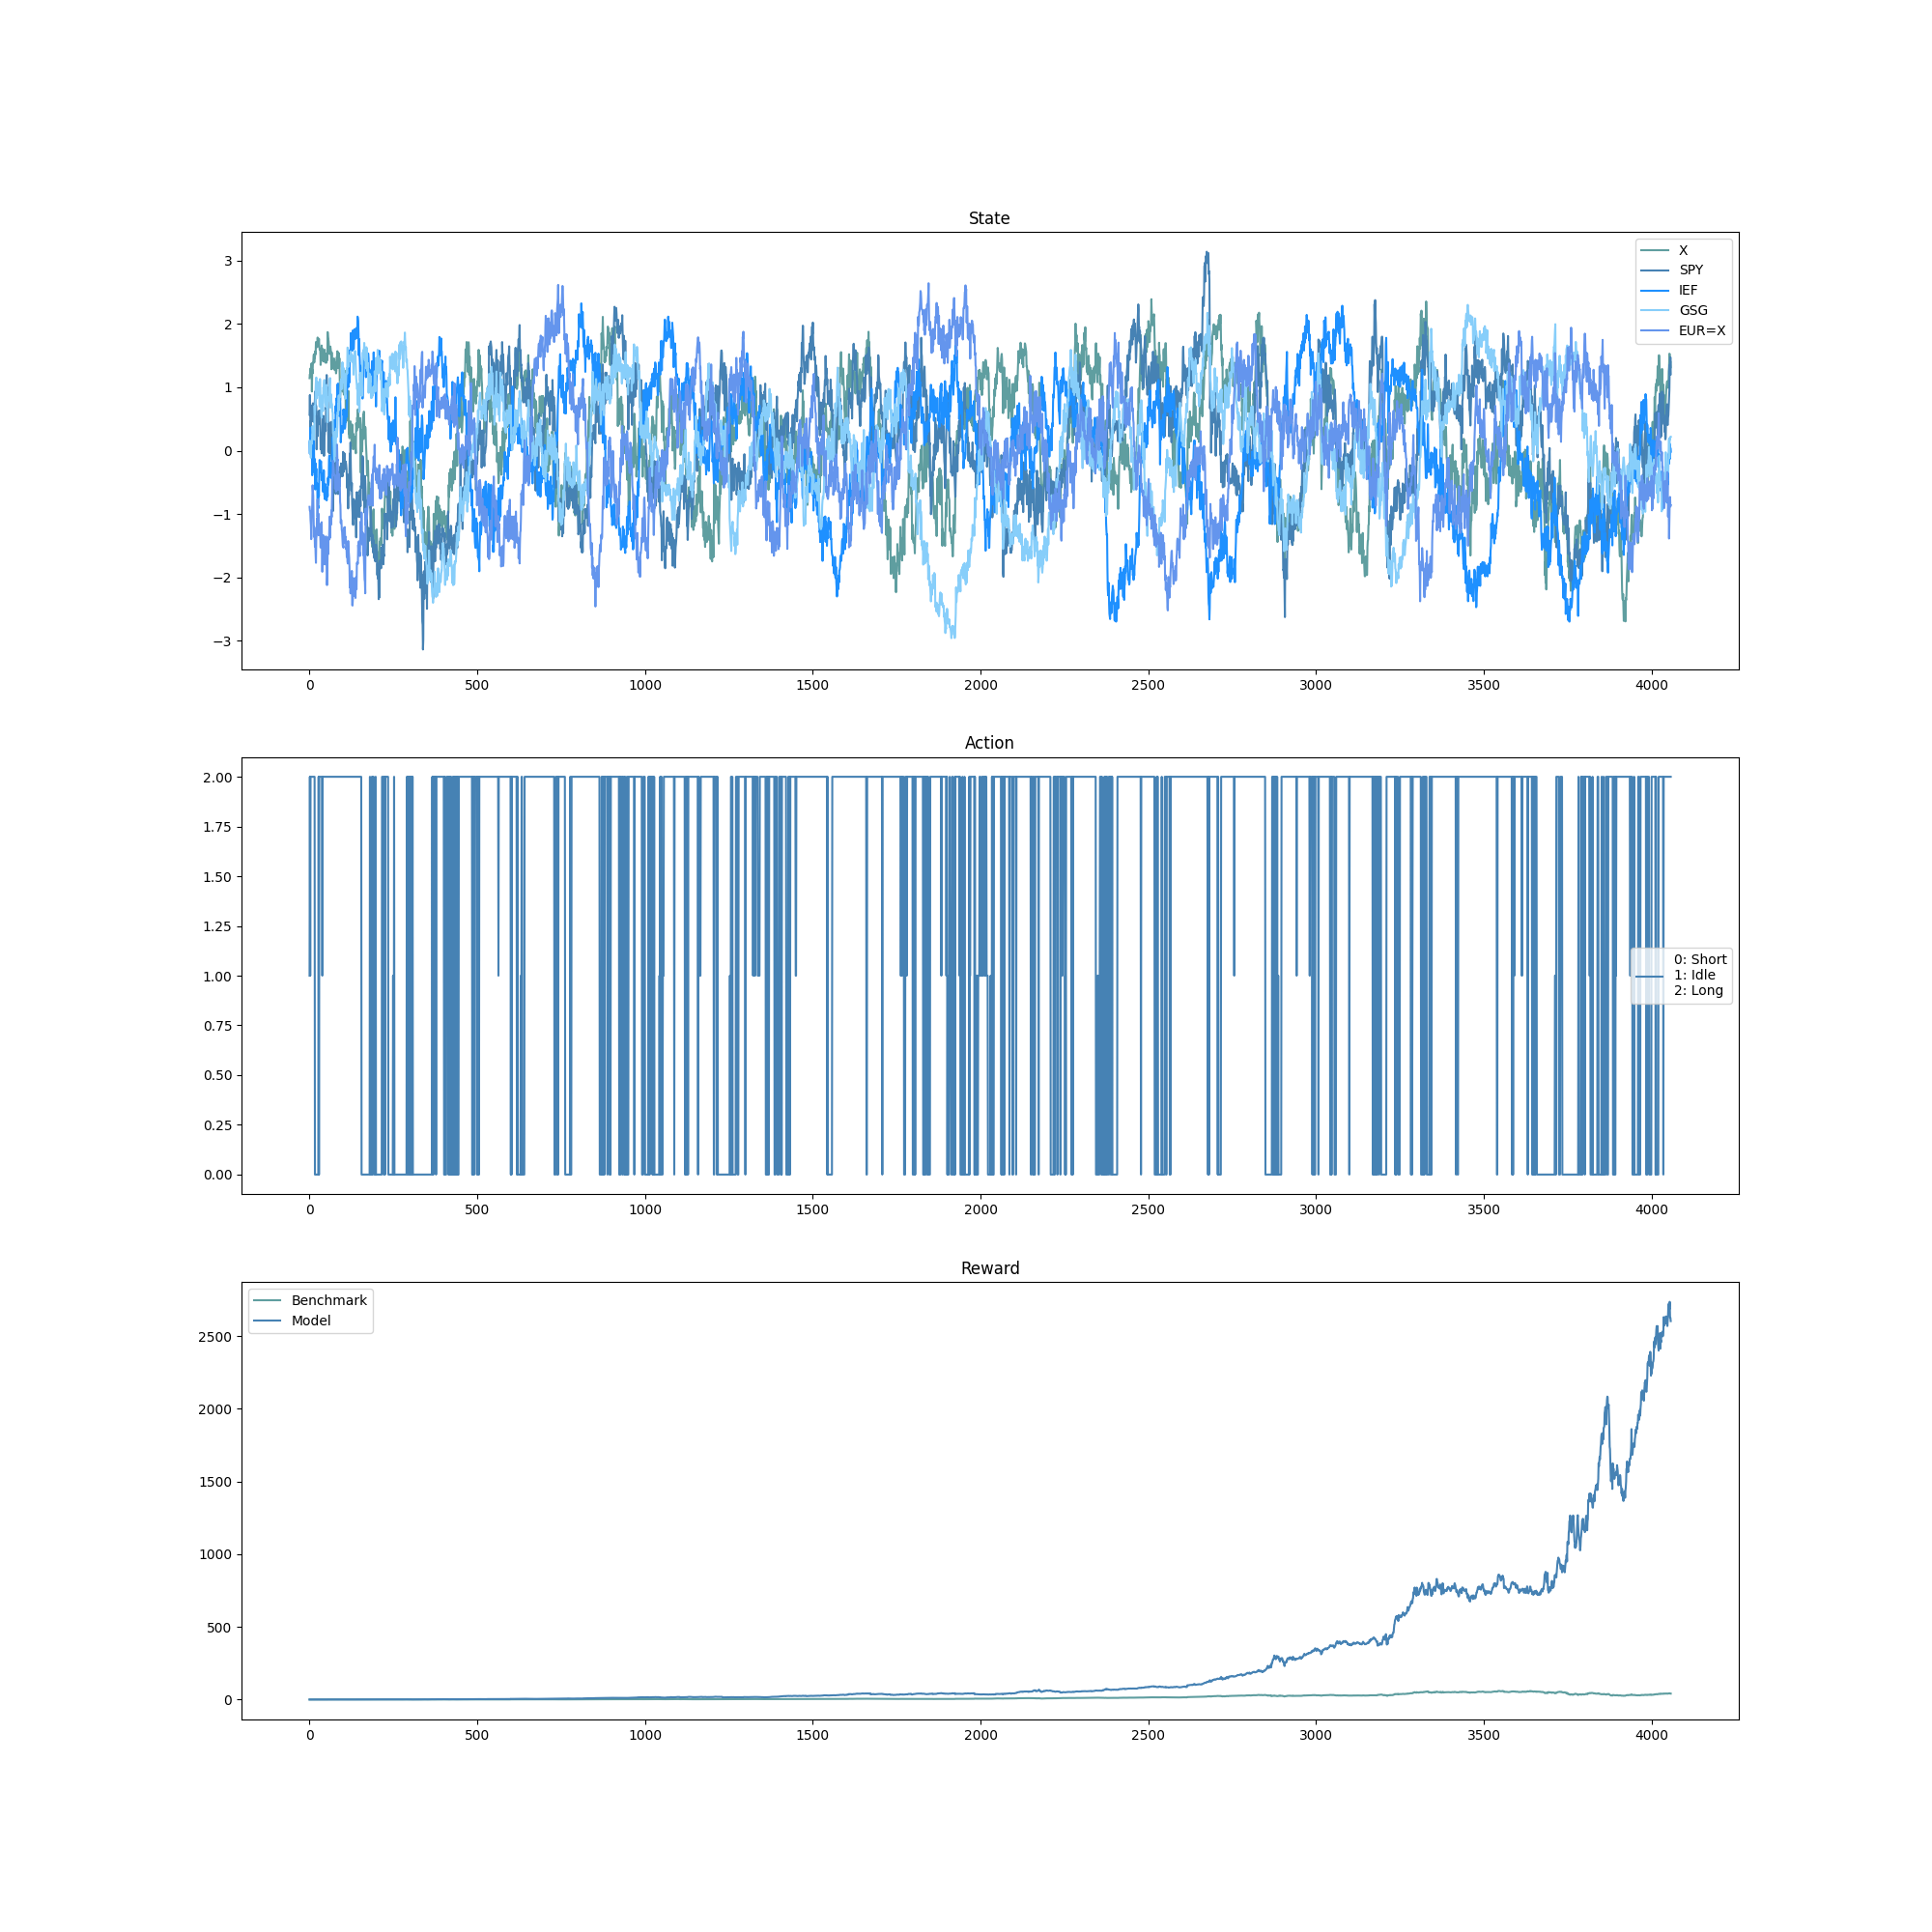 State
3
2
1
0
−1
−2
−3
X
SPY
IEF
GSG
EUR=X
0 500 1000 1500 2000 2500 3000 3500 4000
Action
2.00
1.75
1.50
1.25
1.00
0.75
0.50
0.25
0.00
0: Short
1: Idle
2: Long
0 500 1000 1500 2000 2500 3000 3500 4000
Reward
Benchmark
Model
2500
2000
1500
1000
500
0
0 500 1000 1500 2000 2500 3000 3500 4000